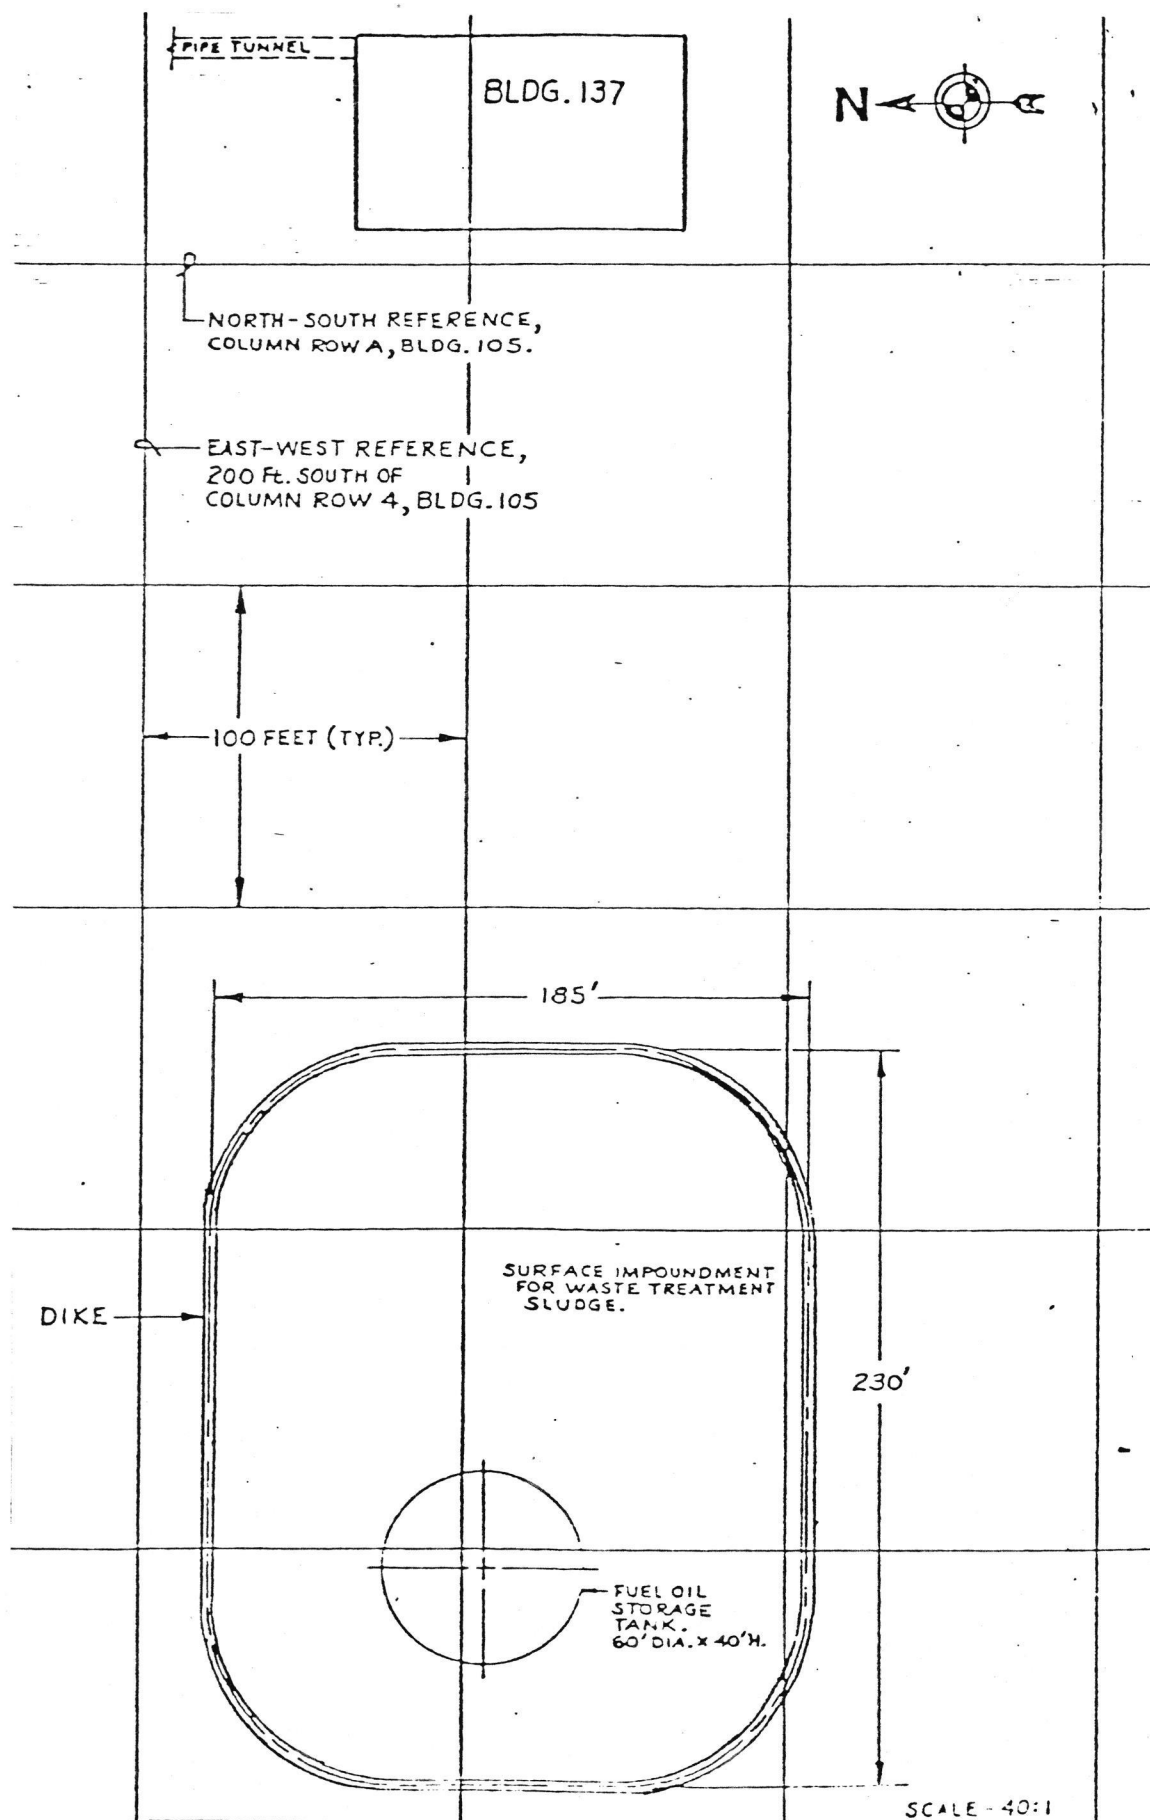 PIPE TUNNEL
BLDG. 137
N
NORTH-SOUTH REFERENCE,
COLUMN ROW A, BLDG. 105.
EAST-WEST REFERENCE,
200 Ft. SOUTH OF
COLUMN ROW 4, BLDG. 105
100 FEET (TYP.)
185'
SURFACE IMPOUNDMENT
FOR WASTE TREATMENT
SLUDGE.
DIKE
230'
FUEL OIL
STORAGE
TANK.
60' DIA. X 40' H.
SCALE - 40:1